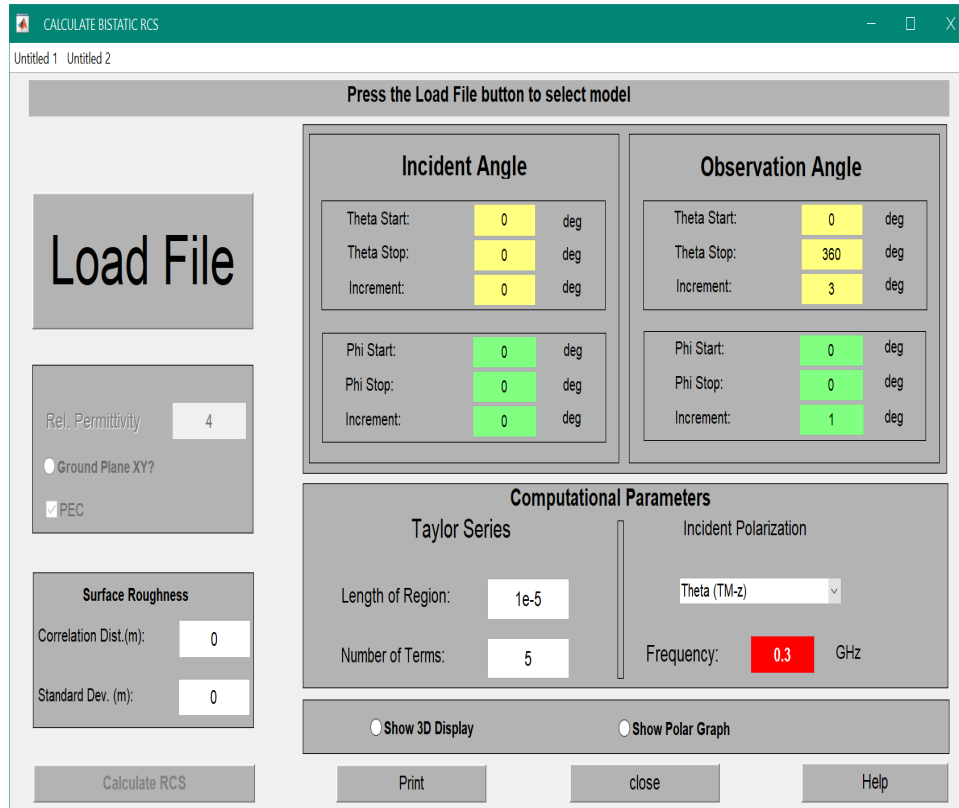 CALCULATE BISTATIC RCS
Untitled 1 Untitled 2
Press the Load File button to select model
Load File
Rel. Permittivity 4
Ground Plane XY?
PEC
Surface Roughness
Correlation Dist.(m): 0
Standard Dev. (m): 0
Calculate RCS
Incident Angle
Theta Start: 0 deg
Theta Stop: 0 deg
Increment: 0 deg
Phi Start: 0 deg
Phi Stop: 0 deg
Increment: 0 deg
Observation Angle
Theta Start: 0 deg
Theta Stop: 360 deg
Increment: 3 deg
Phi Start: 0 deg
Phi Stop: 0 deg
Increment: 1 deg
Computational Parameters
Taylor Series
Length of Region: 1e-5
Number of Terms: 5
Incident Polarization
Theta (TM-z)
Frequency: 0.3 GHz
Show 3D Display Show Polar Graph
Print close Help